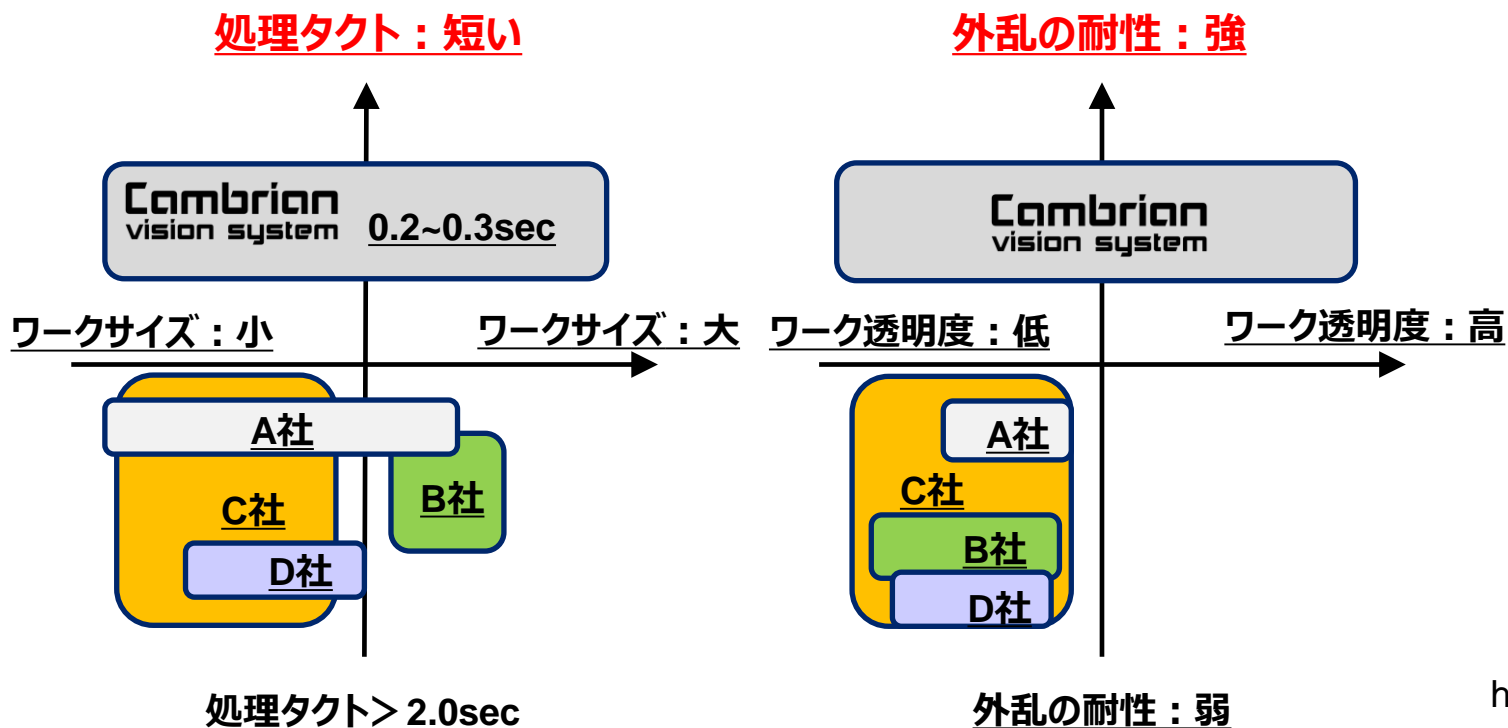 処理タクト：短い
Cambrian
vision system
0.2~0.3sec
ワークサイズ：小
ワークサイズ：大
A社
B社
C社
D社
処理タクト＞2.0sec
外乱の耐性：強
Cambrian
vision system
ワーク透明度：低
ワーク透明度：高
A社
C社
B社
D社
外乱の耐性：弱
h